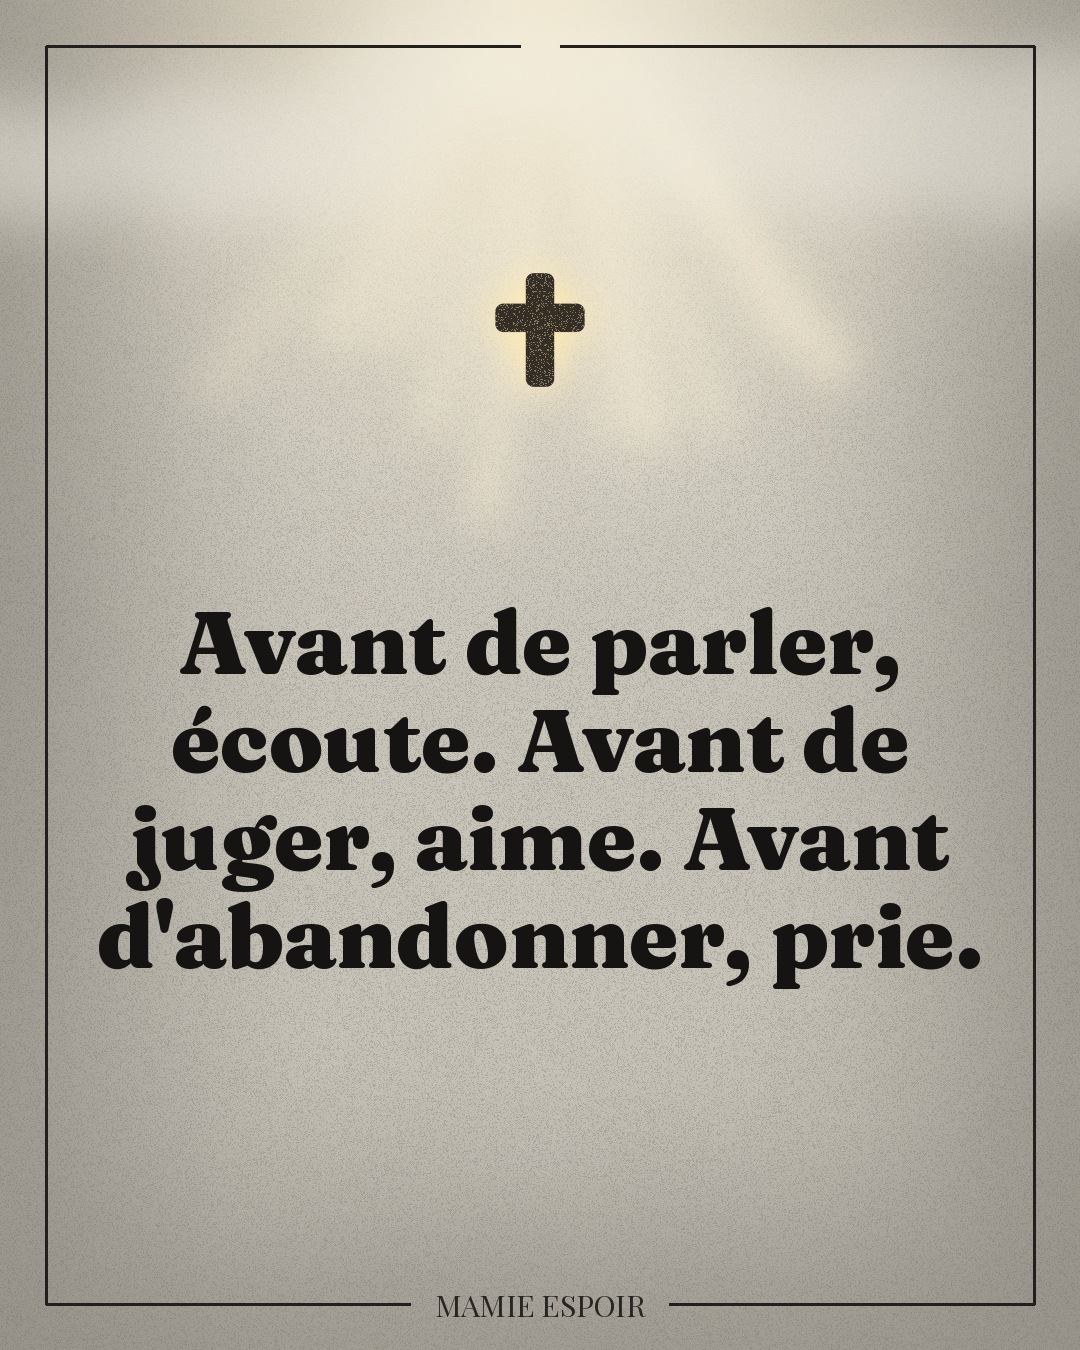 Avant de parler,
écoute. Avant de
juger, aime. Avant
d'abandonner, prie.
MAMIE ESPOIR